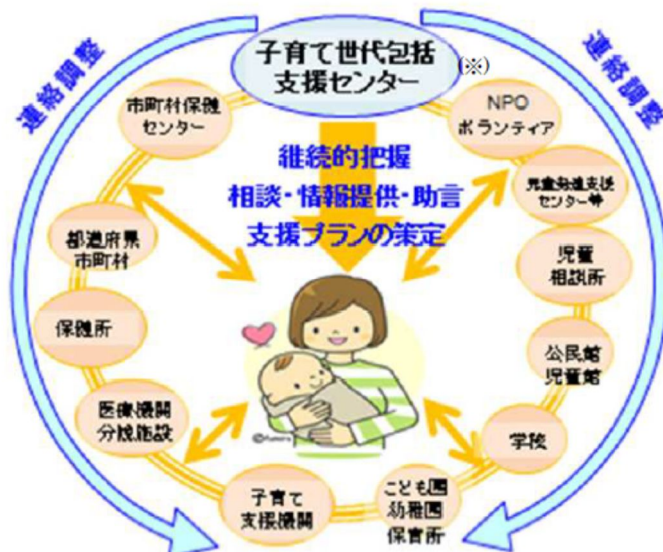 子育て世代包括
支援センター
(※)
連絡調整
連絡調整
市町村保健
センター
NPO
ボランティア
継続的把握
相談・情報提供・助言
支援プランの策定
児童発達支援
センター等
都道府県
市町村
児童
相談所
保健所
公民館
児童館
医療機関
分娩施設
学校
子育て
支援機関
こども園
幼稚園
保育所